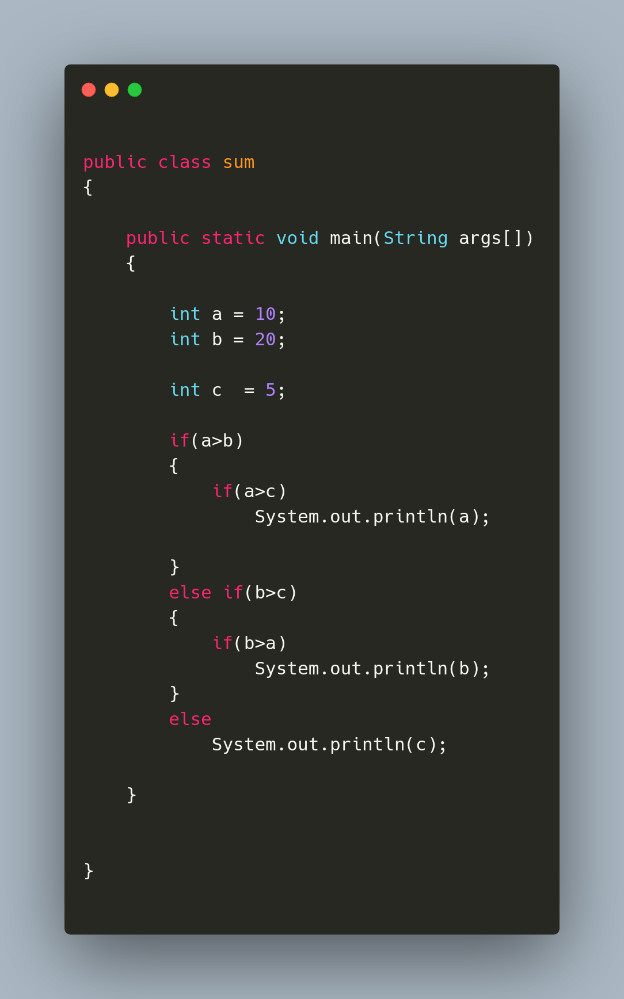 public class sum
{
    public static void main(String args[])
    {
        int a = 10;
        int b = 20;
        int c  = 5;
        if(a>b)
        {
            if(a>c)
                System.out.println(a);
        }
        else if(b>c)
        {
            if(b>a)
                System.out.println(b);
        }
        else
            System.out.println(c);
    }
}